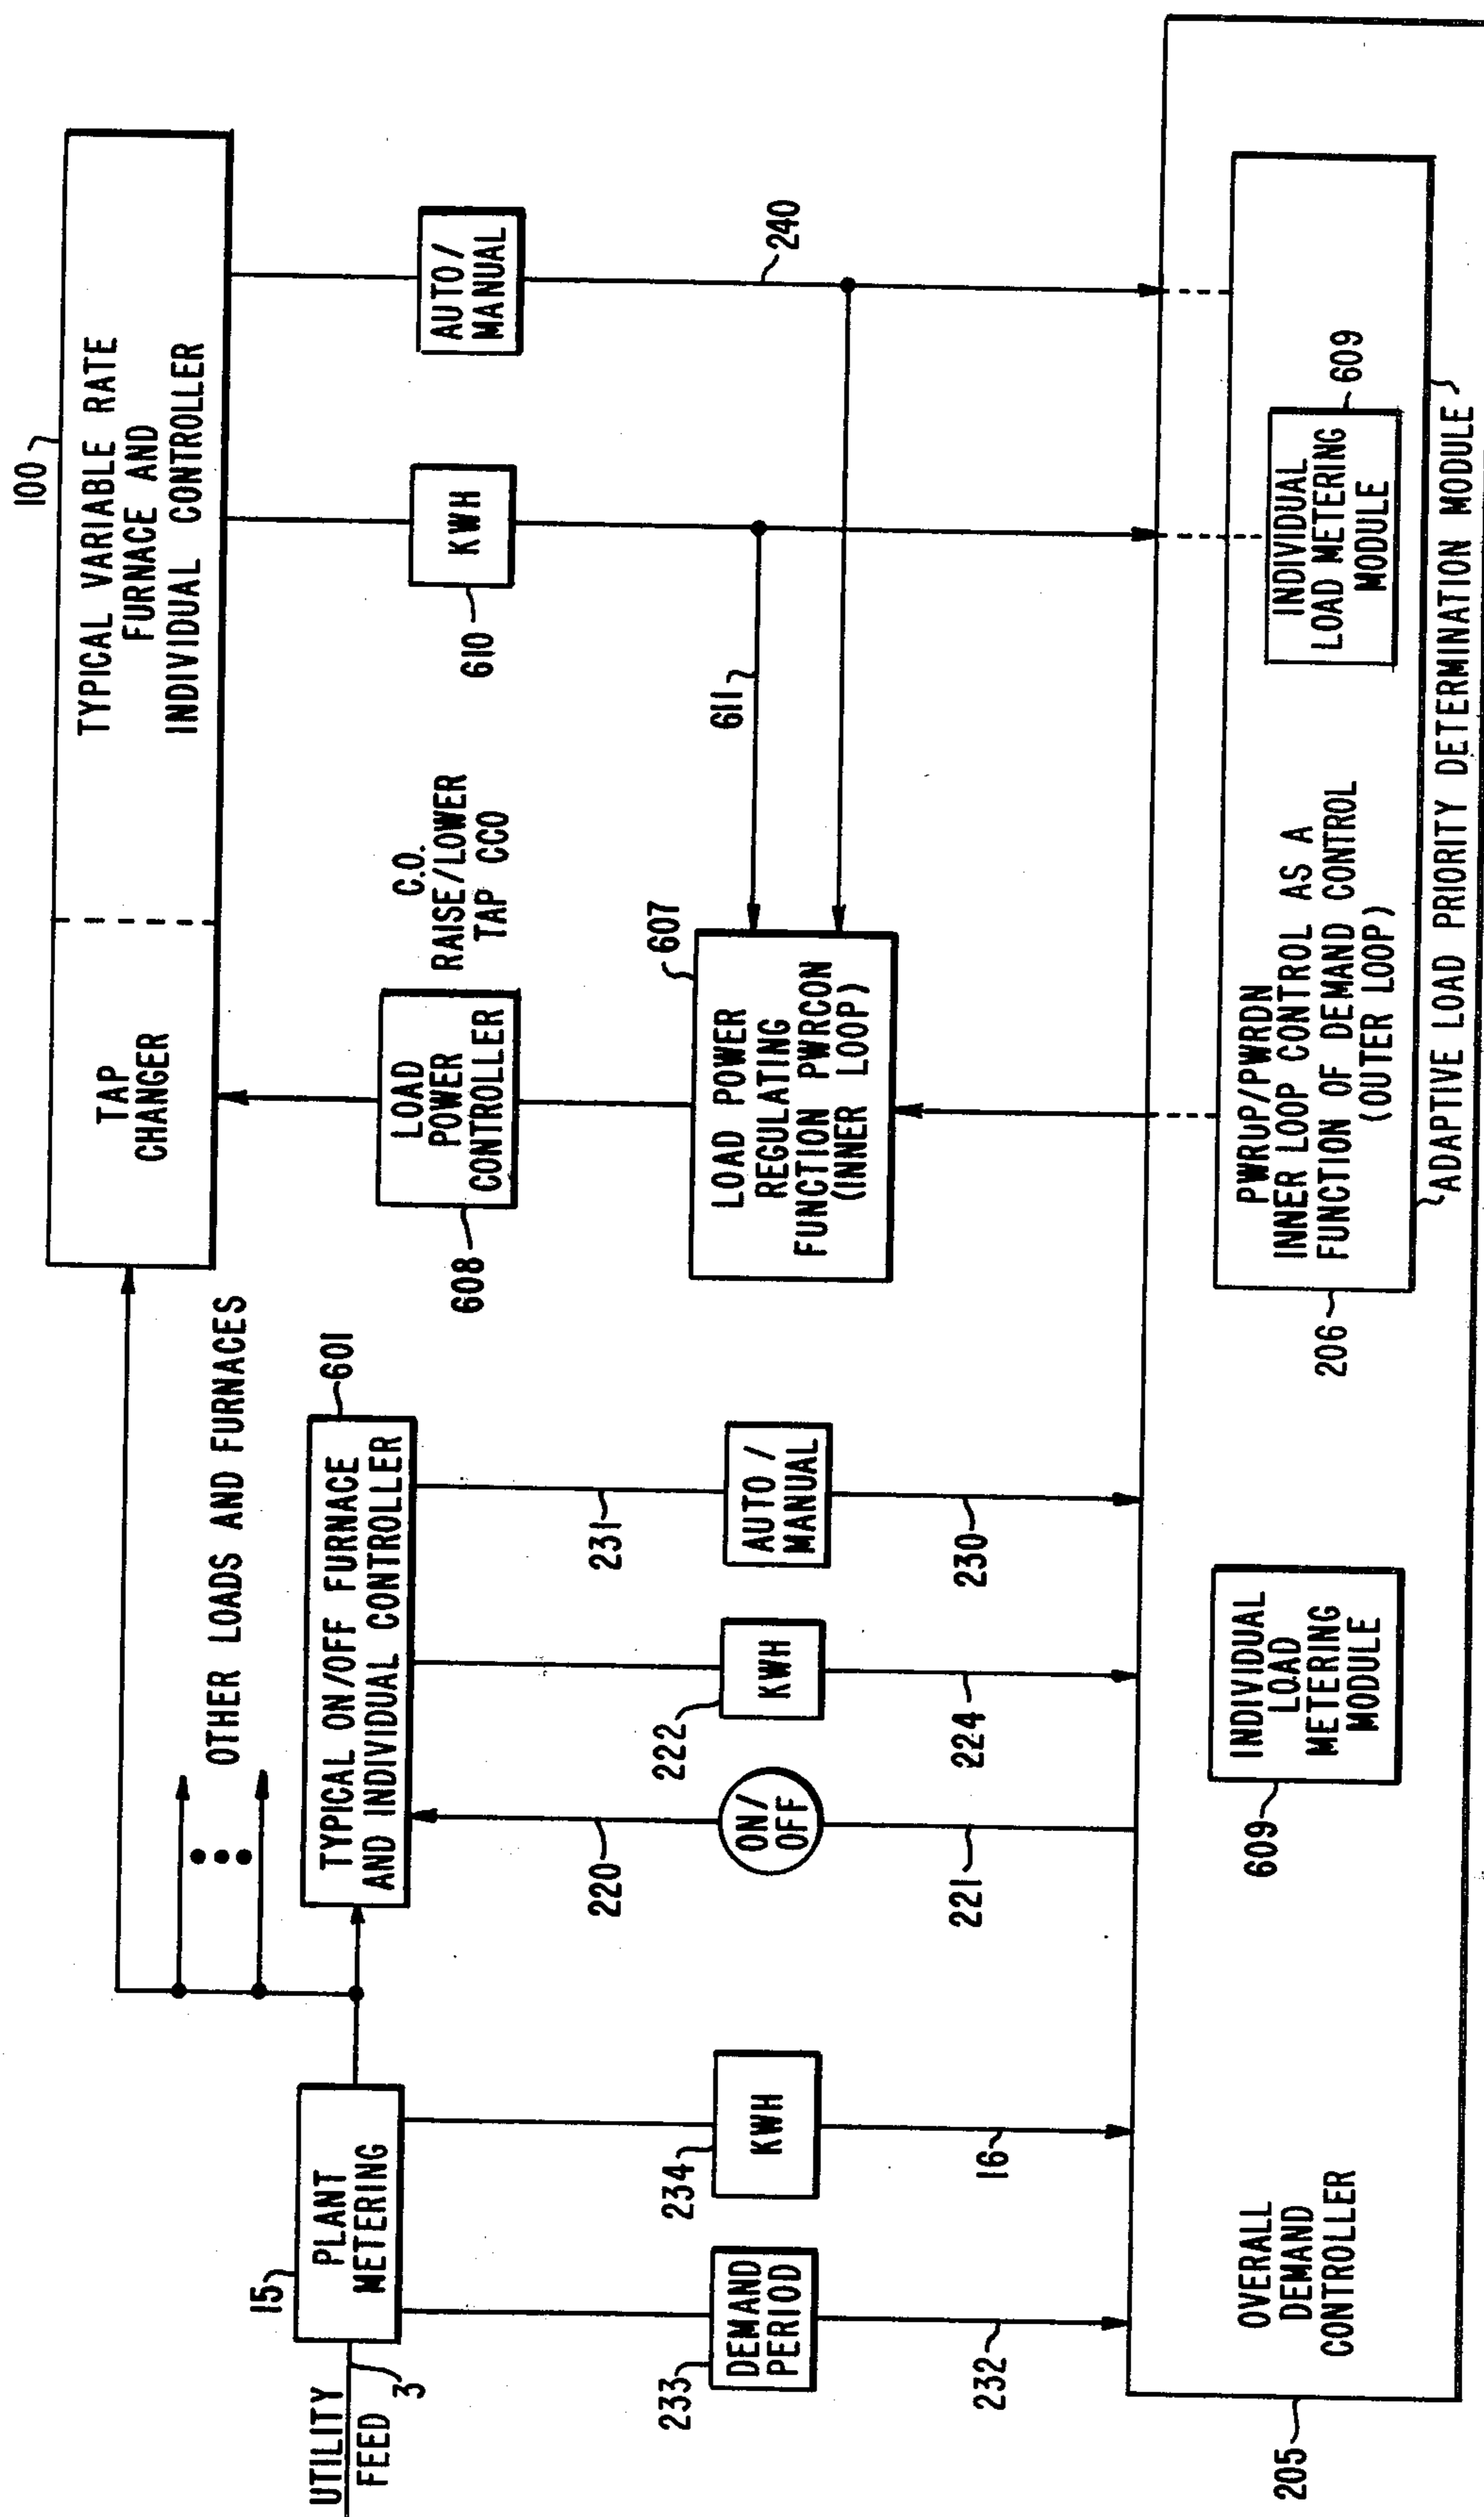 UTILITY
FEED
3
15
PLANT
METERING
233
DEMAND
PERIOD
232
234
KWH
16
OTHER LOADS AND FURNACES
601
TYPICAL ON/OFF FURNACE
AND INDIVIDUAL CONTROLLER
220
ON/
OFF
221
222
KWH
224
231
AUTO/
MANUAL
230
100
TAP
CHANGER
TYPICAL VARIABLE RATE
FURNACE AND
INDIVIDUAL CONTROLLER
608
LOAD
POWER
CONTROLLER
C.O.
RAISE/LOWER
TAP CCO
607
LOAD POWER
REGULATING
FUNCTION PWRCON
(INNER LOOP)
610
KWH
611
AUTO/
MANUAL
240
205
OVERALL
DEMAND
CONTROLLER
609
INDIVIDUAL
LOAD
METERING
MODULE
206
PWRUP/PWRDN
INNER LOOP CONTROL AS A
FUNCTION OF DEMAND CONTROL
(OUTER LOOP)
INDIVIDUAL
LOAD METERING
MODULE
609
ADAPTIVE LOAD PRIORITY DETERMINATION MODULE